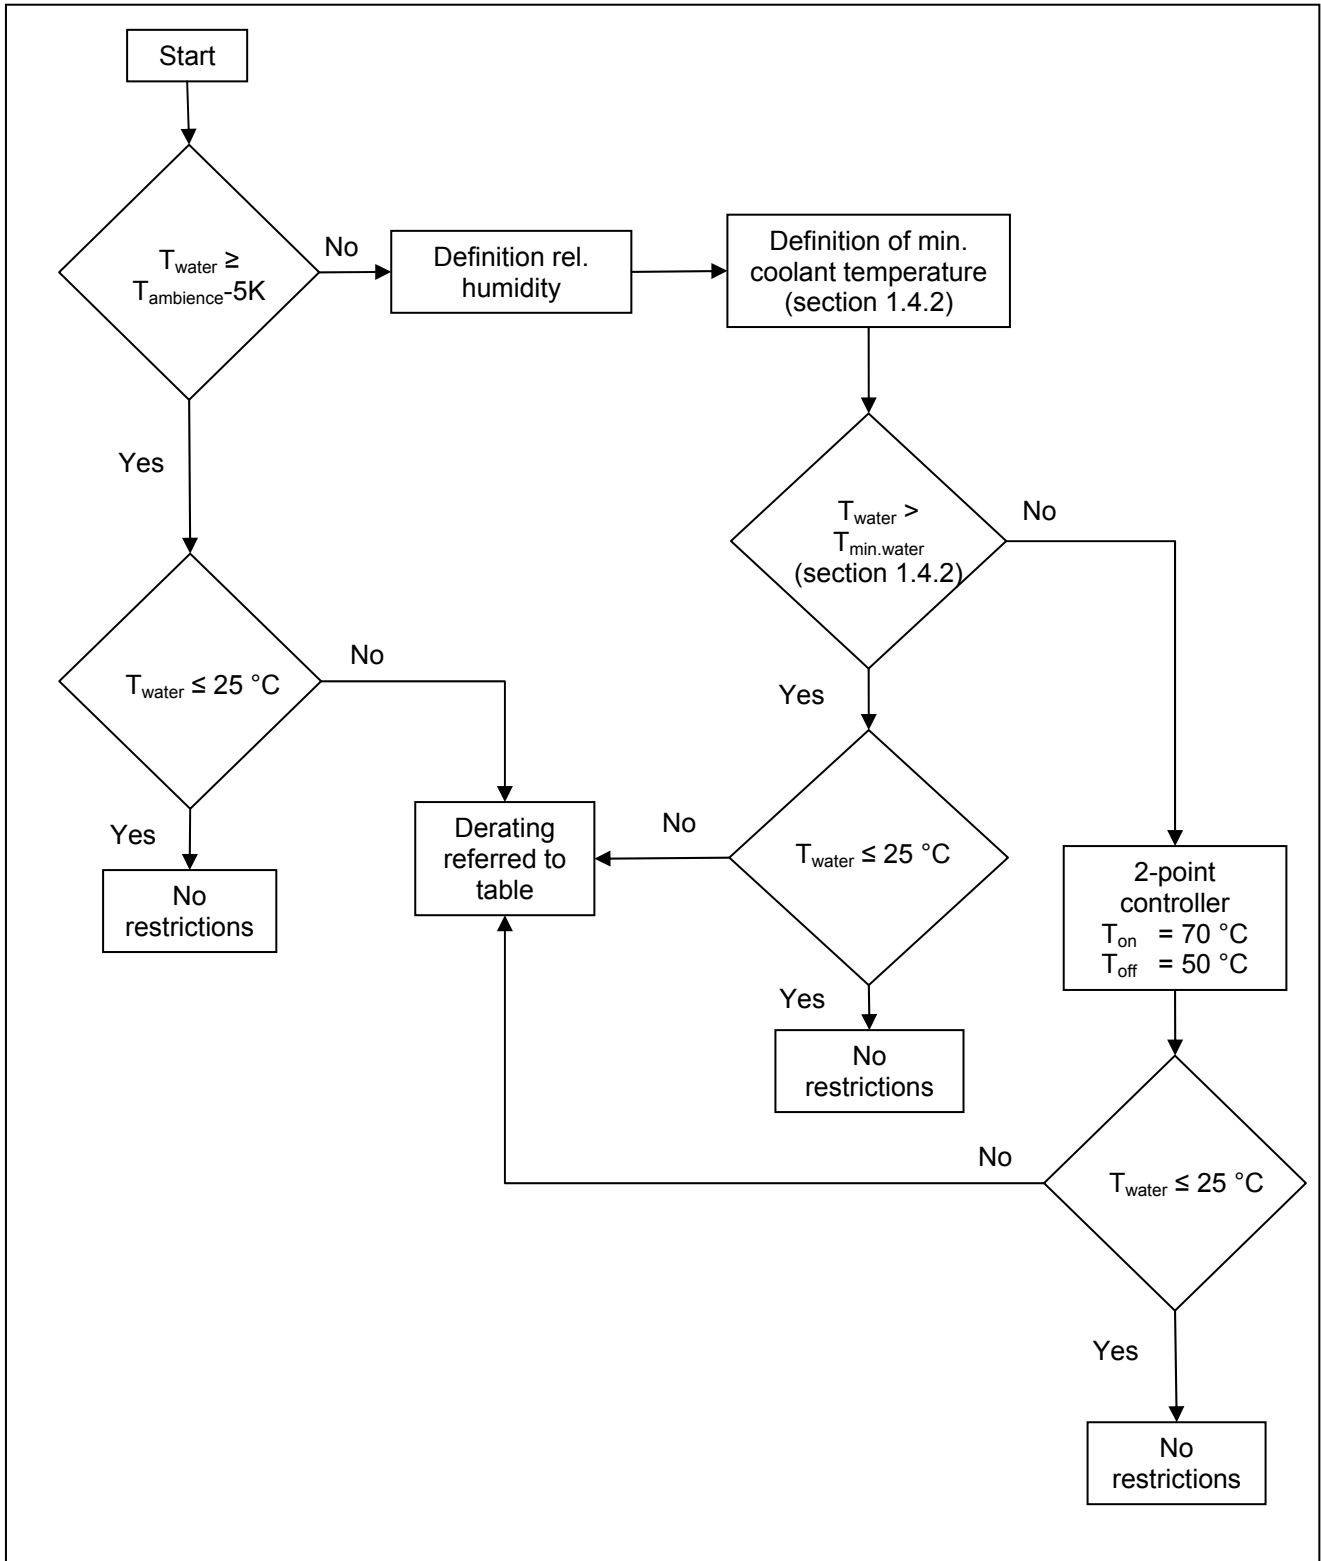 Start
T_water ≥
T_ambience-5K
No
Definition rel.
humidity
Definition of min.
coolant temperature
(section 1.4.2)
Yes
T_water >
T_min.water
(section 1.4.2)
No
T_water ≤ 25 °C
No
Yes
No
restrictions
Derating
referred to
table
Yes
No
T_water ≤ 25 °C
Yes
No
restrictions
2-point
controller
T_on = 70 °C
T_off = 50 °C
No
T_water ≤ 25 °C
Yes
No
restrictions